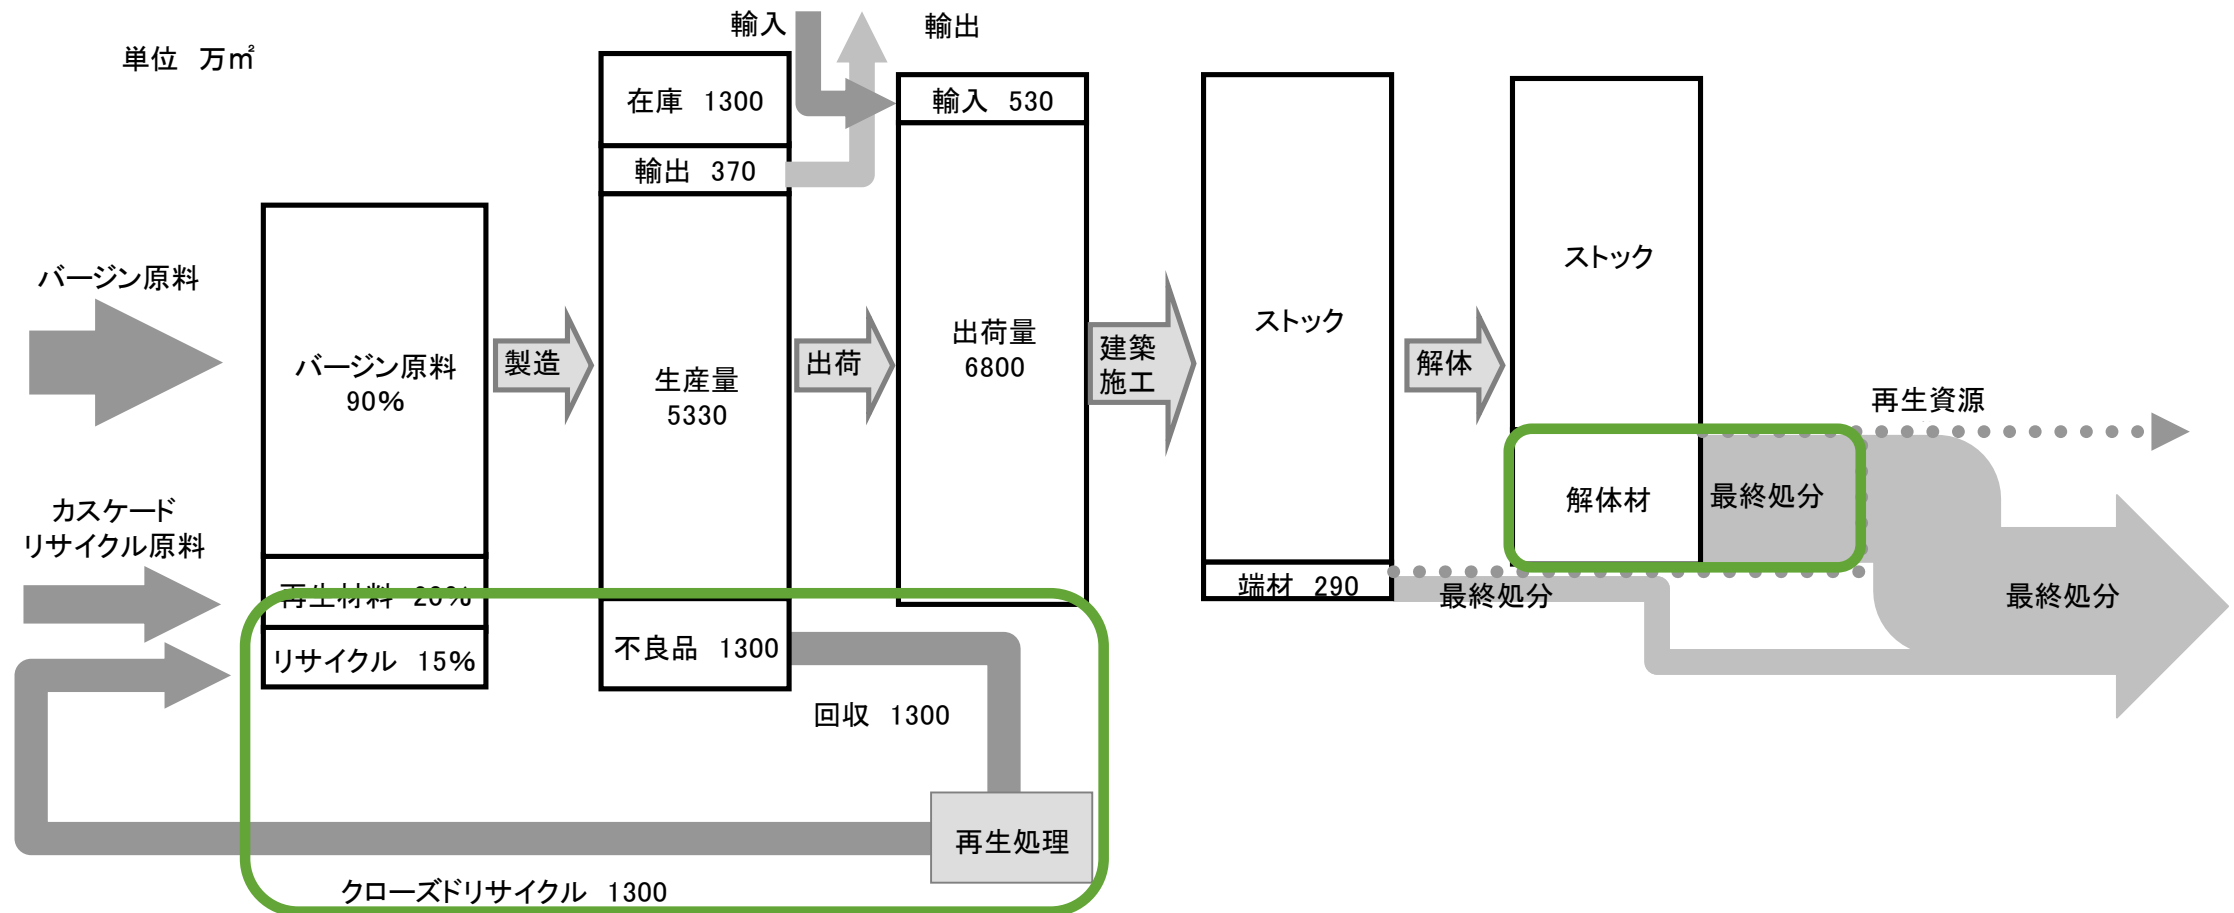 単位　万㎡
輸入
輸出
在庫　1300
輸出　370
輸入　530
バージン原料
カスケード
リサイクル原料
バージン原料
90%
再生材料　20%
リサイクル　15%
製造
生産量
5330
不良品　1300
出荷
出荷量
6800
建築
施工
ストック
端材　290
解体
ストック
解体材
最終処分
再生資源
最終処分
最終処分
回収　1300
再生処理
クローズドリサイクル　1300